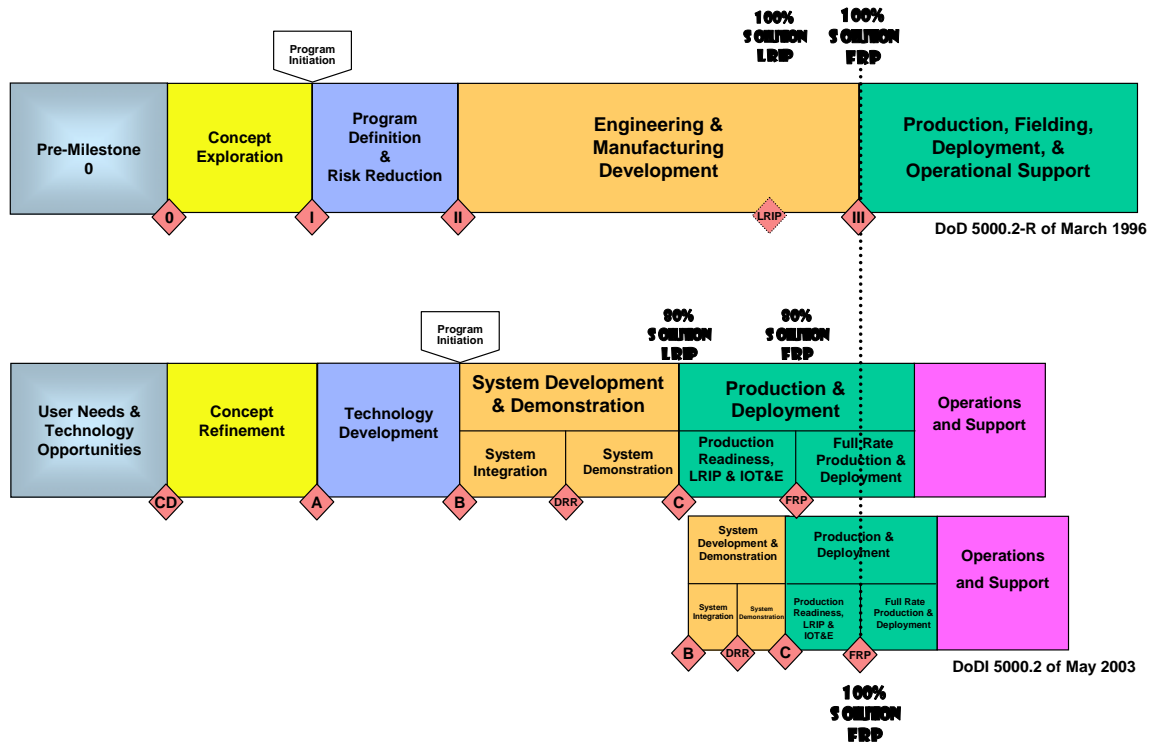 100%
SOLUTION
LRIP
100%
SOLUTION
FRP
Program
Initiation
Pre-Milestone
0
Concept
Exploration
Program
Definition
&
Risk Reduction
Engineering &
Manufacturing
Development
Production, Fielding,
Deployment, &
Operational Support
0
I
II
LRIP
III
DoD 5000.2-R of March 1996
Program
Initiation
80%
SOLUTION
LRIP
80%
SOLUTION
FRP
User Needs &
Technology
Opportunities
Concept
Refinement
Technology
Development
System Development
& Demonstration
System
Integration
System
Demonstration
Production &
Deployment
Production
Readiness,
LRIP & IOT&E
Full Rate
Production &
Deployment
Operations
and Support
CD
A
B
DRR
C
FRP
System
Development &
Demonstration
System
Integration
System
Demonstration
Production &
Deployment
Production
Readiness,
LRIP &
IOT&E
Full Rate
Production &
Deployment
Operations
and Support
B
DRR
C
FRP
DoDI 5000.2 of May 2003
100%
SOLUTION
FRP